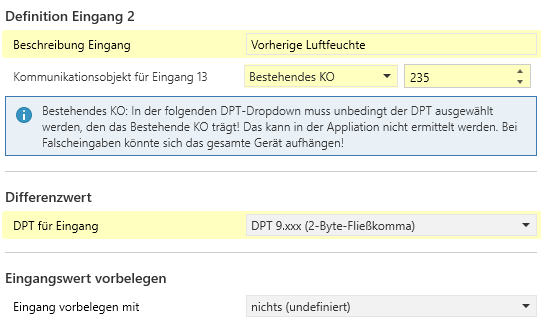 Definition Eingang 2
Beschreibung Eingang Vorherige Luftfeuchte
Kommunikationsobjekt für Eingang 13 Bestehendes KO 235
Bestehendes KO: In der folgenden DPT-Dropdown muss unbedingt der DPT ausgewählt
werden, den das Bestehende KO trägt! Das kann in der Appliation nicht ermittelt werden. Bei
Falscheingaben könnte sich das gesamte Gerät aufhängen!
Differenzwert
DPT für Eingang DPT 9.xxx (2-Byte-Fließkomma)
Eingangswert vorbelegen
Eingang vorbelegen mit nichts (undefiniert)